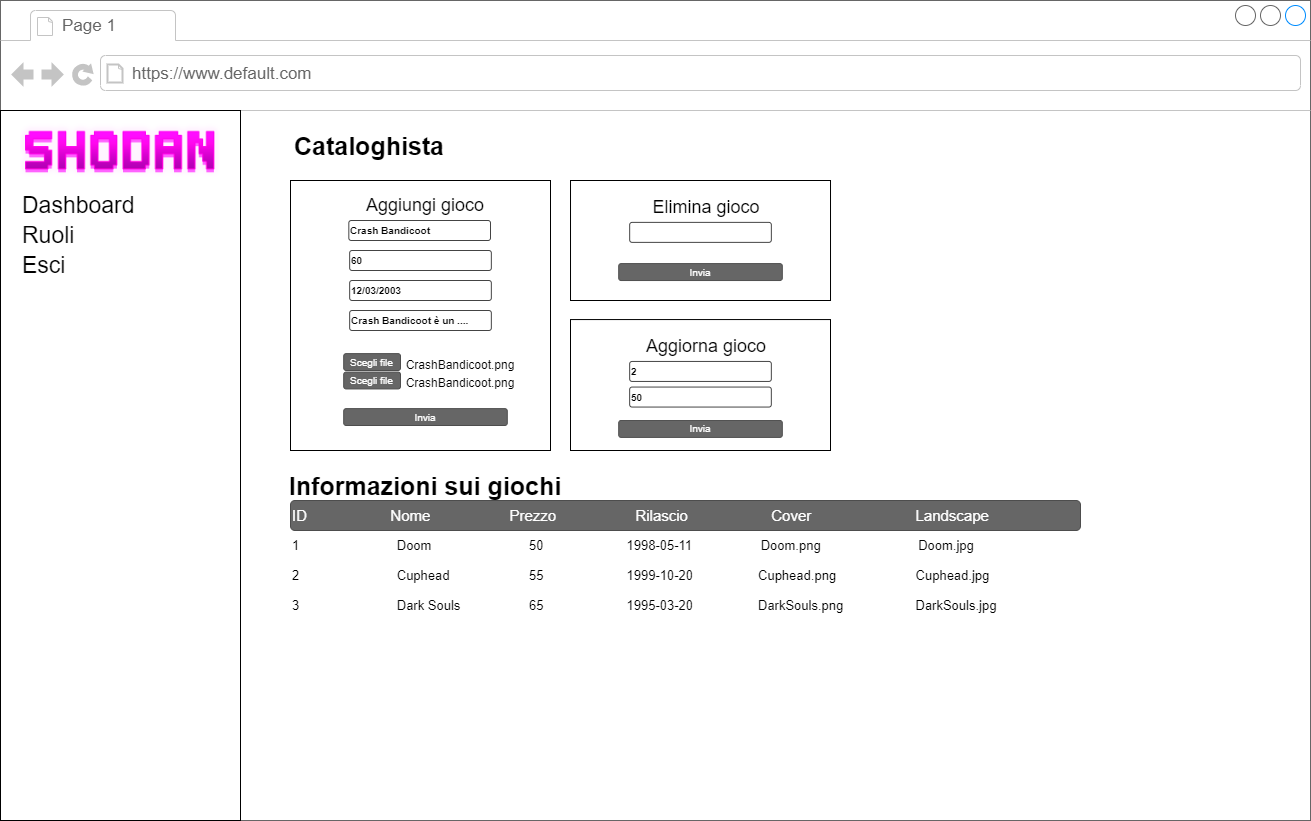 Page 1
https://www.default.com
SHODAN
Dashboard
Ruoli
Esci
Cataloghista
Aggiungi gioco
Crash Bandicoot
60
12/03/2003
Crash Bandicoot è un ....
Scegli file CrashBandicoot.png
Scegli file CrashBandicoot.png
Invia
Elimina gioco
Invia
Aggiorna gioco
2
50
Invia
Informazioni sui giochi
ID Nome Prezzo Rilascio Cover Landscape
1 Doom 50 1998-05-11 Doom.png Doom.jpg
2 Cuphead 55 1999-10-20 Cuphead.png Cuphead.jpg
3 Dark Souls 65 1995-03-20 DarkSouls.png DarkSouls.jpg